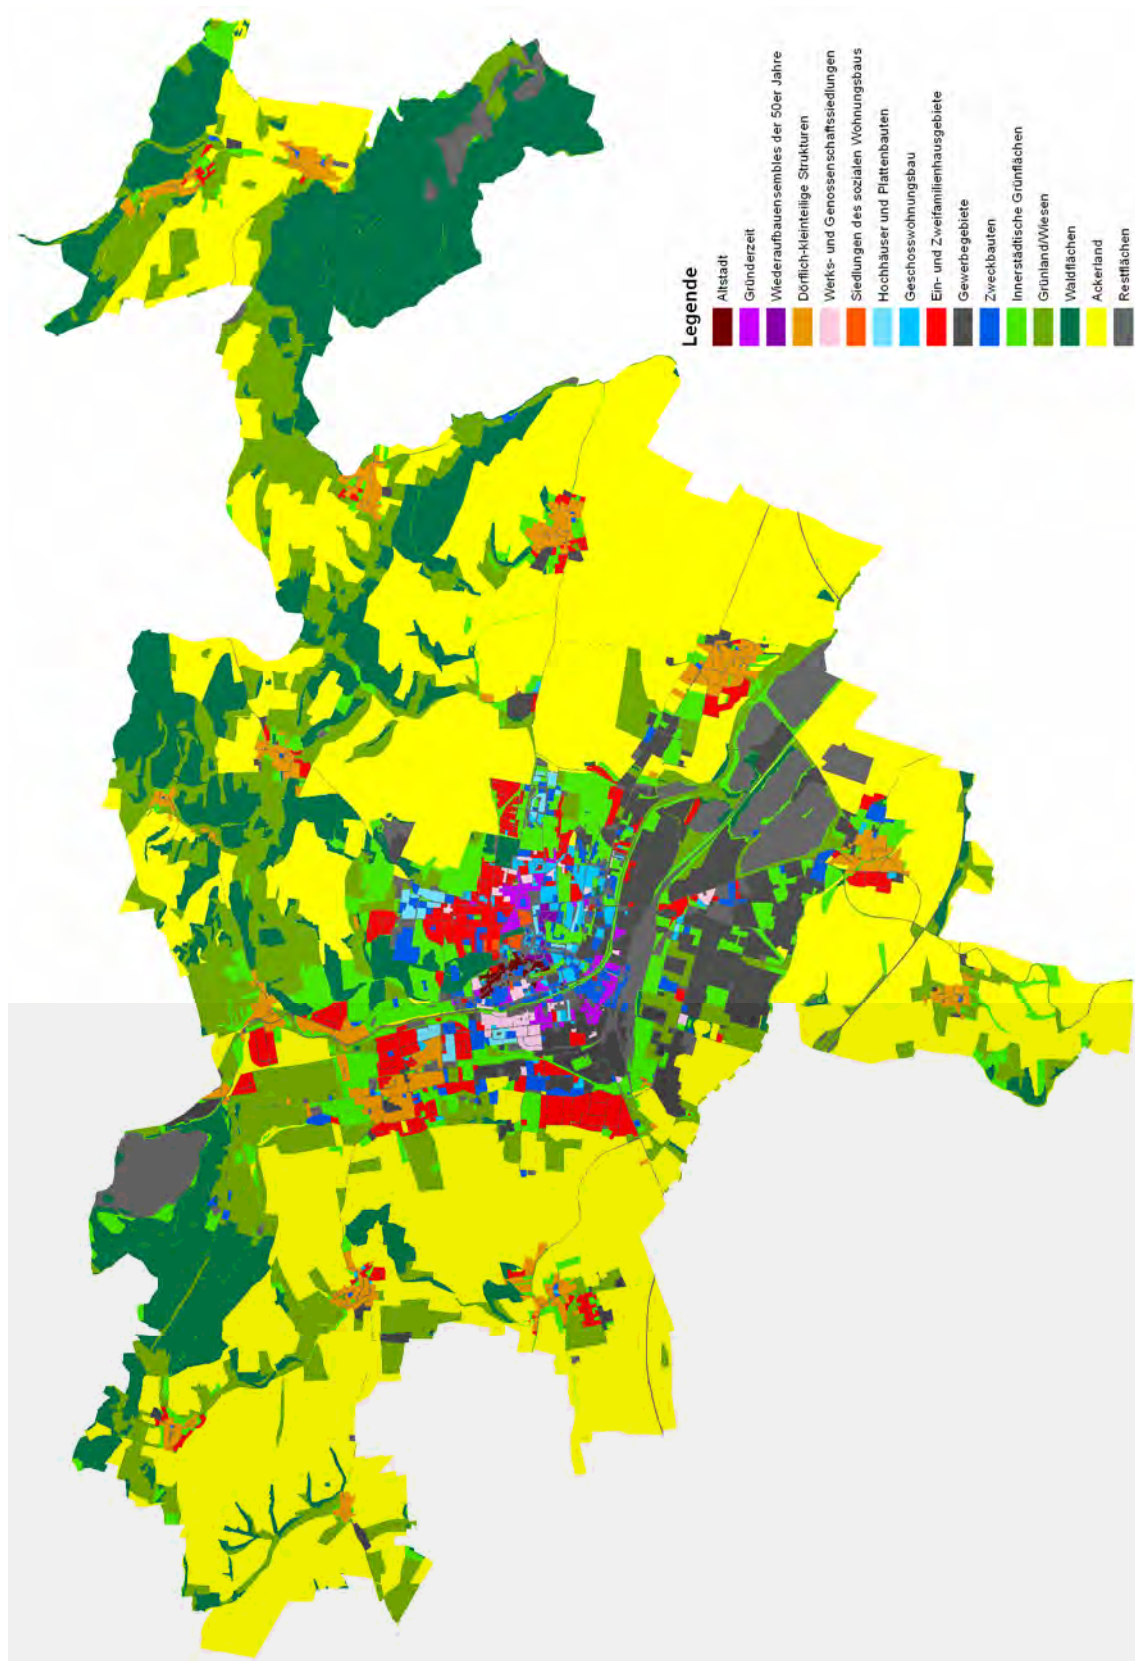 Legende
Altstadt
Gründerzeit
Wiederaufbauensembles der 50er Jahre
Dörflich-kleinteilige Strukturen
Werks- und Genossenschaftssiedlungen
Siedlungen des sozialen Wohnungsbaus
Hochhäuser und Plattenbauten
Geschosswohnungsbau
Ein- und Zweifamilienhausgebiete
Gewerbegebiete
Zweckbauten
Innerstädtische Grünflächen
Grünland/Wiesen
Waldflächen
Ackerland
Restflächen